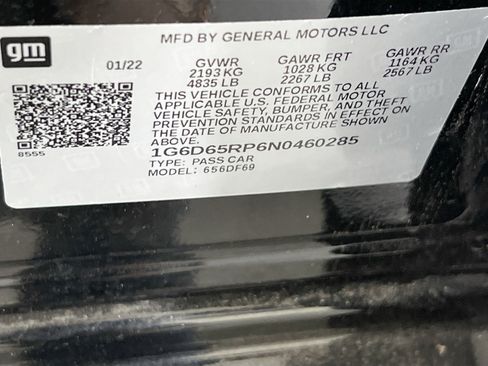 gm
MFD BY GENERAL MOTORS LLC
01/22 GVWR GAWR FRT GAWR RR
2193 KG 1028 KG 1164 KG
4835 LB 2267 LB 2567 LB
THIS VEHICLE CONFORMS TO ALL
APPLICABLE U.S. FEDERAL MOTOR
VEHICLE SAFETY, BUMPER, AND THEFT
PREVENTION STANDARDS IN EFFECT ON
THE DATE OF MANUFACTURE SHOWN
ABOVE.
8555
1G6D65RP6N0460285
TYPE: PASS CAR
MODEL: 656DF69